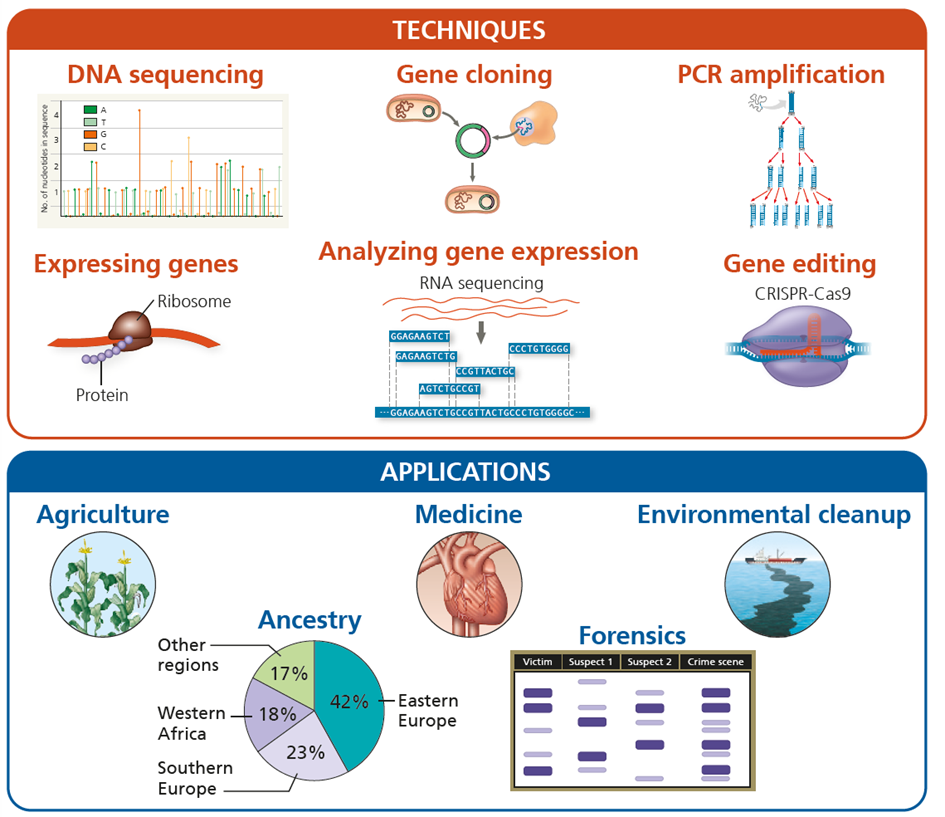 TECHNIQUES
DNA sequencing
No. of nucleotides in sequence
4
3
2
1
A
T
G
C
Gene cloning
PCR amplification
Expressing genes
Ribosome
Protein
Analyzing gene expression
RNA sequencing
GGAGAAGTCT
GAGAAGTCTG
CCCTGTGGGG
CCGTTACTGC
AGTCTGCCGT
···GGAGAAGTCTGCCGTTACTGCCCTGTGGGGC···
Gene editing
CRISPR-Cas9
APPLICATIONS
Agriculture
Medicine
Environmental cleanup
Ancestry
Other
regions
17%
42%
Eastern
Europe
Western
Africa
18%
23%
Southern
Europe
Forensics
Victim
Suspect 1
Suspect 2
Crime scene